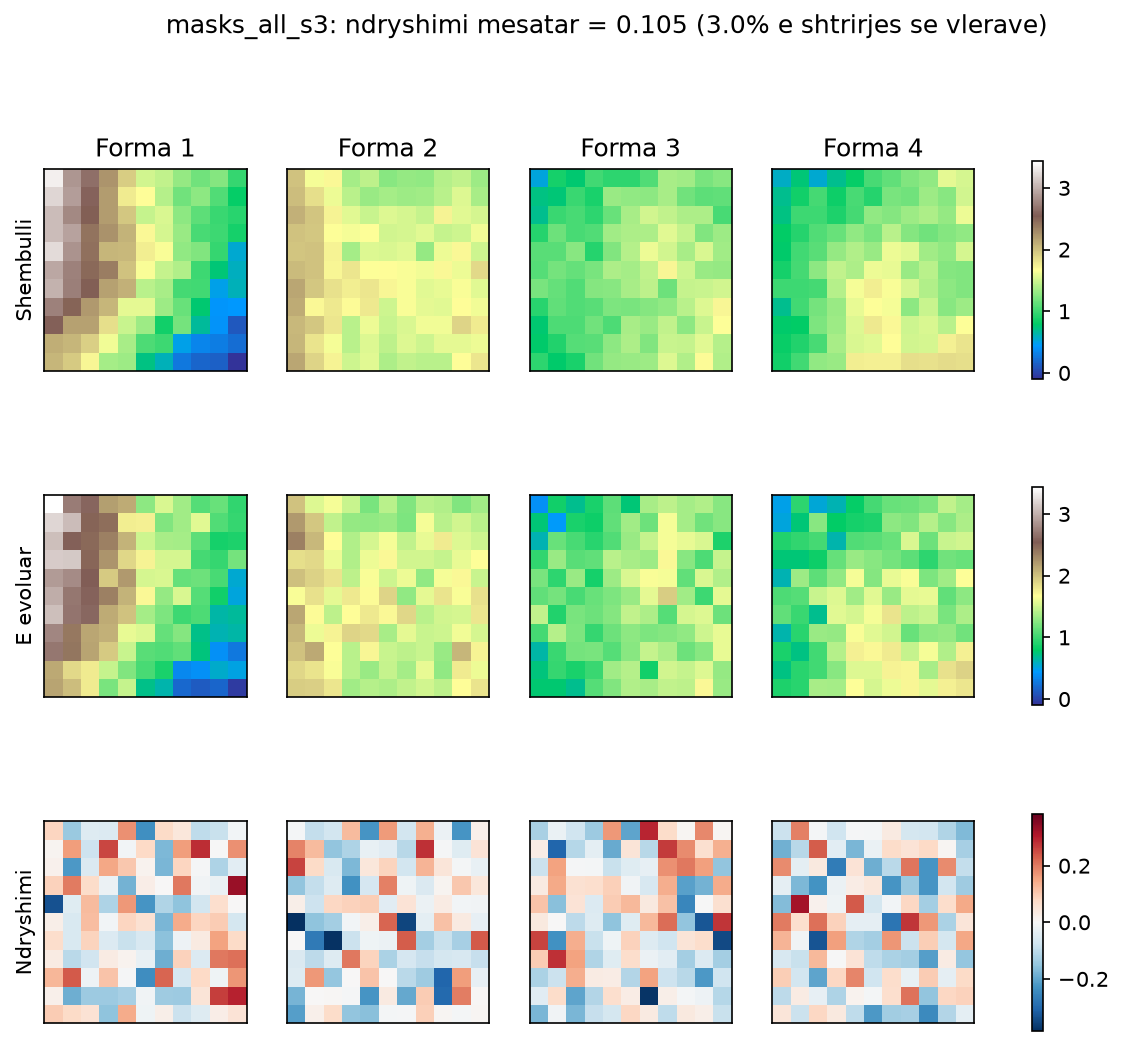 masks_all_s3: ndryshimi mesatar = 0.105 (3.0% e shtrirjes se vlerave)
Forma 1
Forma 2
Forma 3
Forma 4
Shembulli
3
2
1
0
E evoluar
3
2
1
0
Ndryshimi
0.2
0.0
−0.2